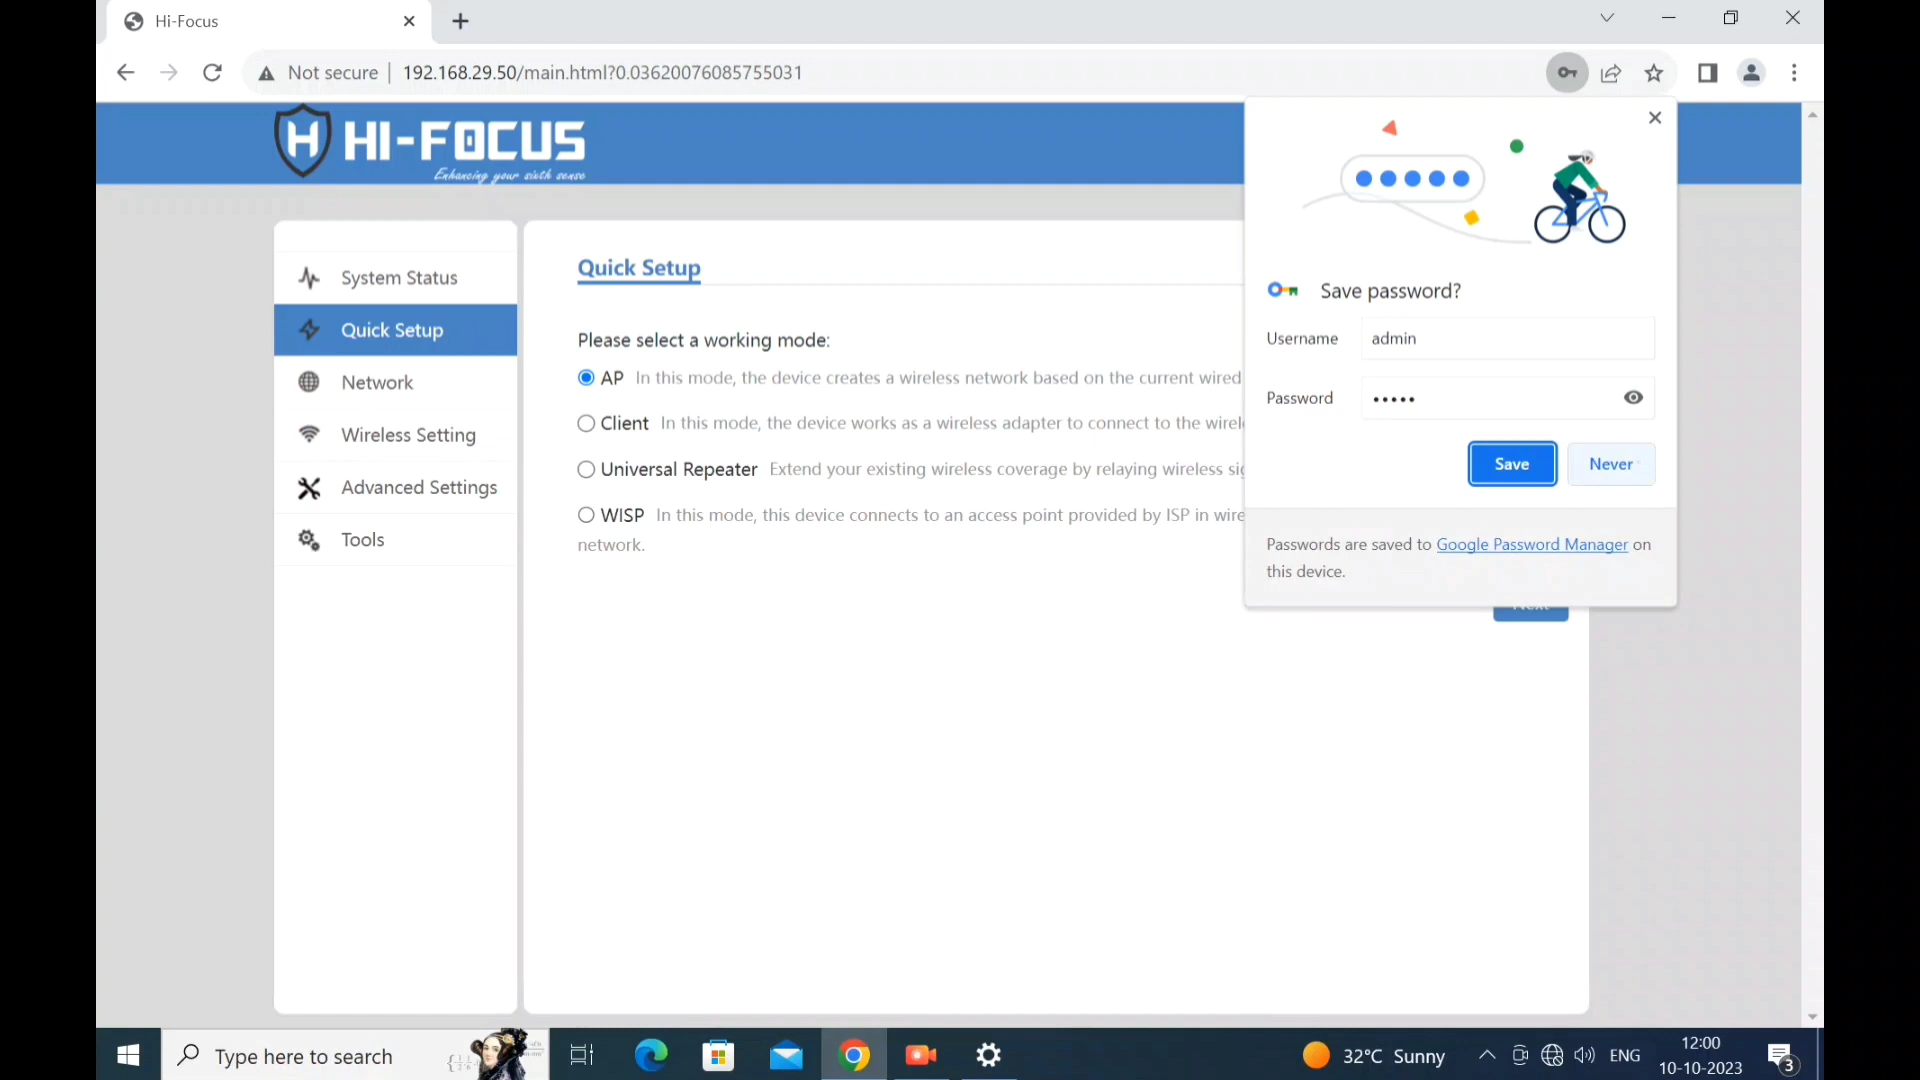 Hi-Focus
Not secure
192.168.29.50/main.html?0.03620076085755031
HI-FOCUS
Enhancing your sixth sense
System Status
Quick Setup
Network
Wireless Setting
Advanced Settings
Tools
Quick Setup
Please select a working mode:
AP In this mode, the device creates a wireless network based on the current wired
Client In this mode, the device works as a wireless adapter to connect to the
Universal Repeater Extend your existing wireless coverage by relaying wireless
WISP In this mode, this device connects to an access point provided by ISP in
network.
Save password?
Username admin
Password
Save Never
Passwords are saved to Google Password Manager on
this device.
Type here to search
32°C Sunny
ENG
12:00
10-10-2023
3